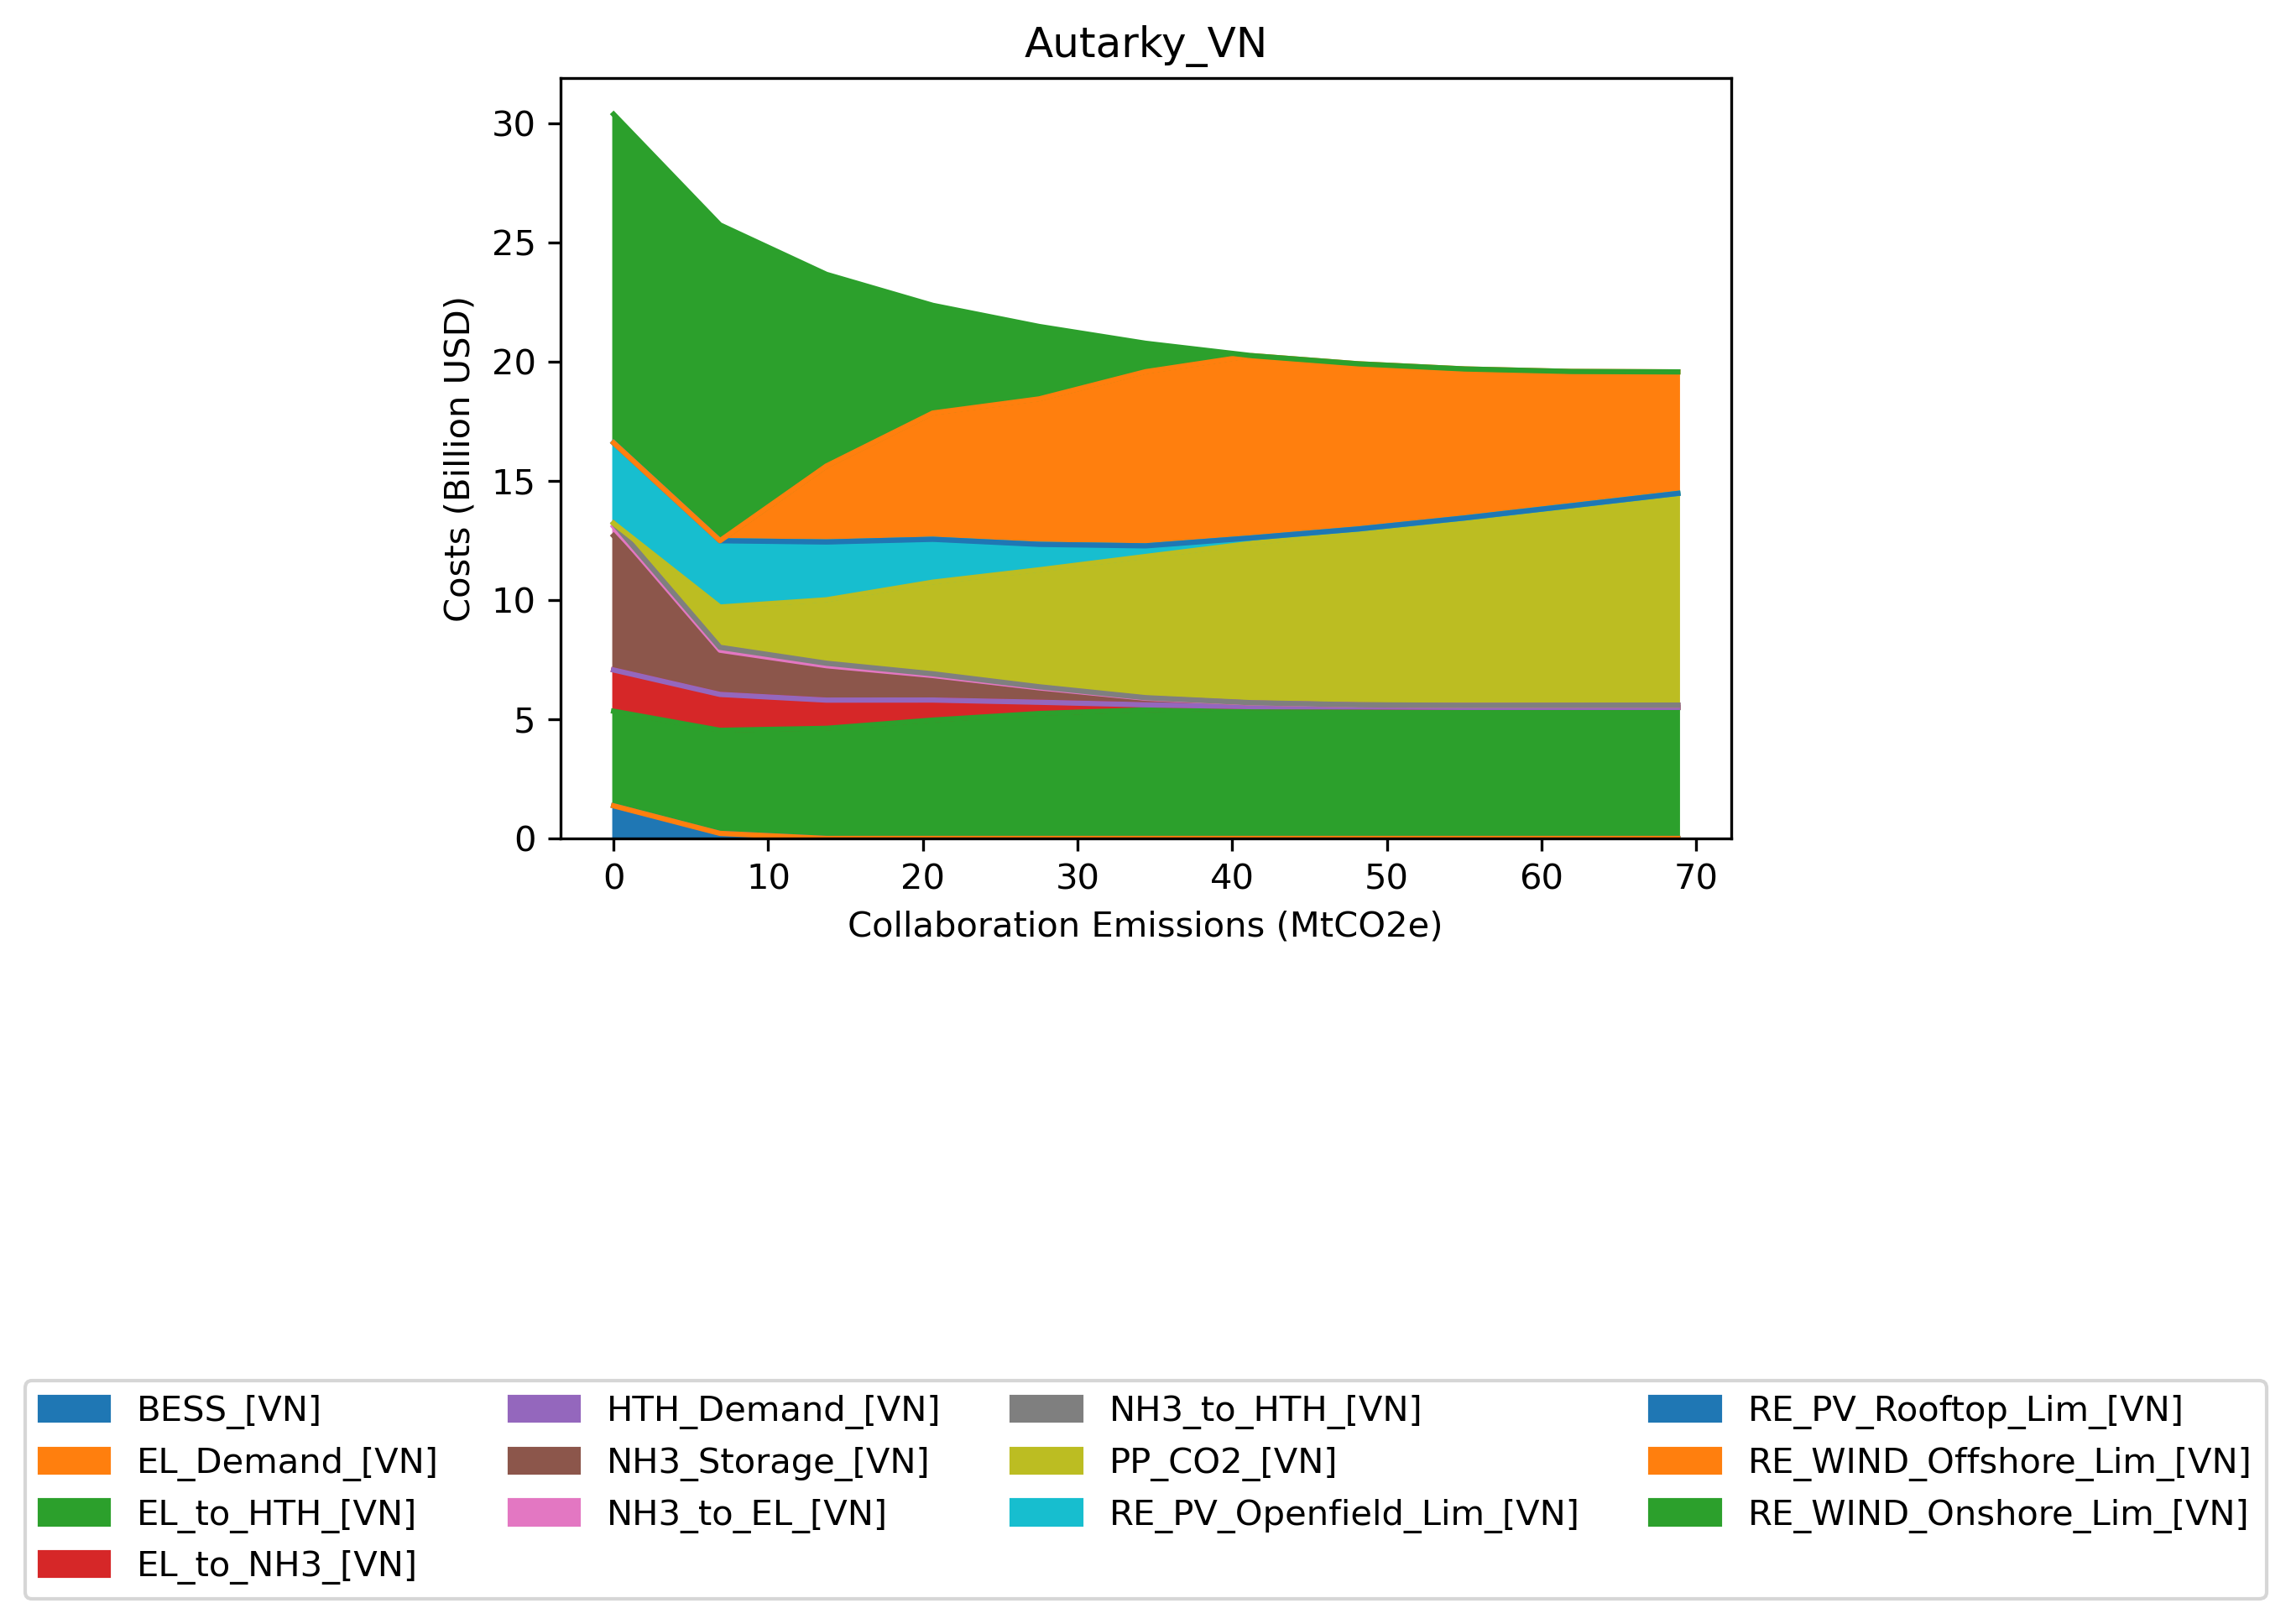 Autarky_VN
Costs (Billion USD)
30
25
20
15
10
5
0
0 10 20 30 40 50 60 70
Collaboration Emissions (MtCO2e)
BESS_[VN]
EL_Demand_[VN]
EL_to_HTH_[VN]
EL_to_NH3_[VN]
HTH_Demand_[VN]
NH3_Storage_[VN]
NH3_to_EL_[VN]
NH3_to_HTH_[VN]
PP_CO2_[VN]
RE_PV_Openfield_Lim_[VN]
RE_PV_Rooftop_Lim_[VN]
RE_WIND_Offshore_Lim_[VN]
RE_WIND_Onshore_Lim_[VN]